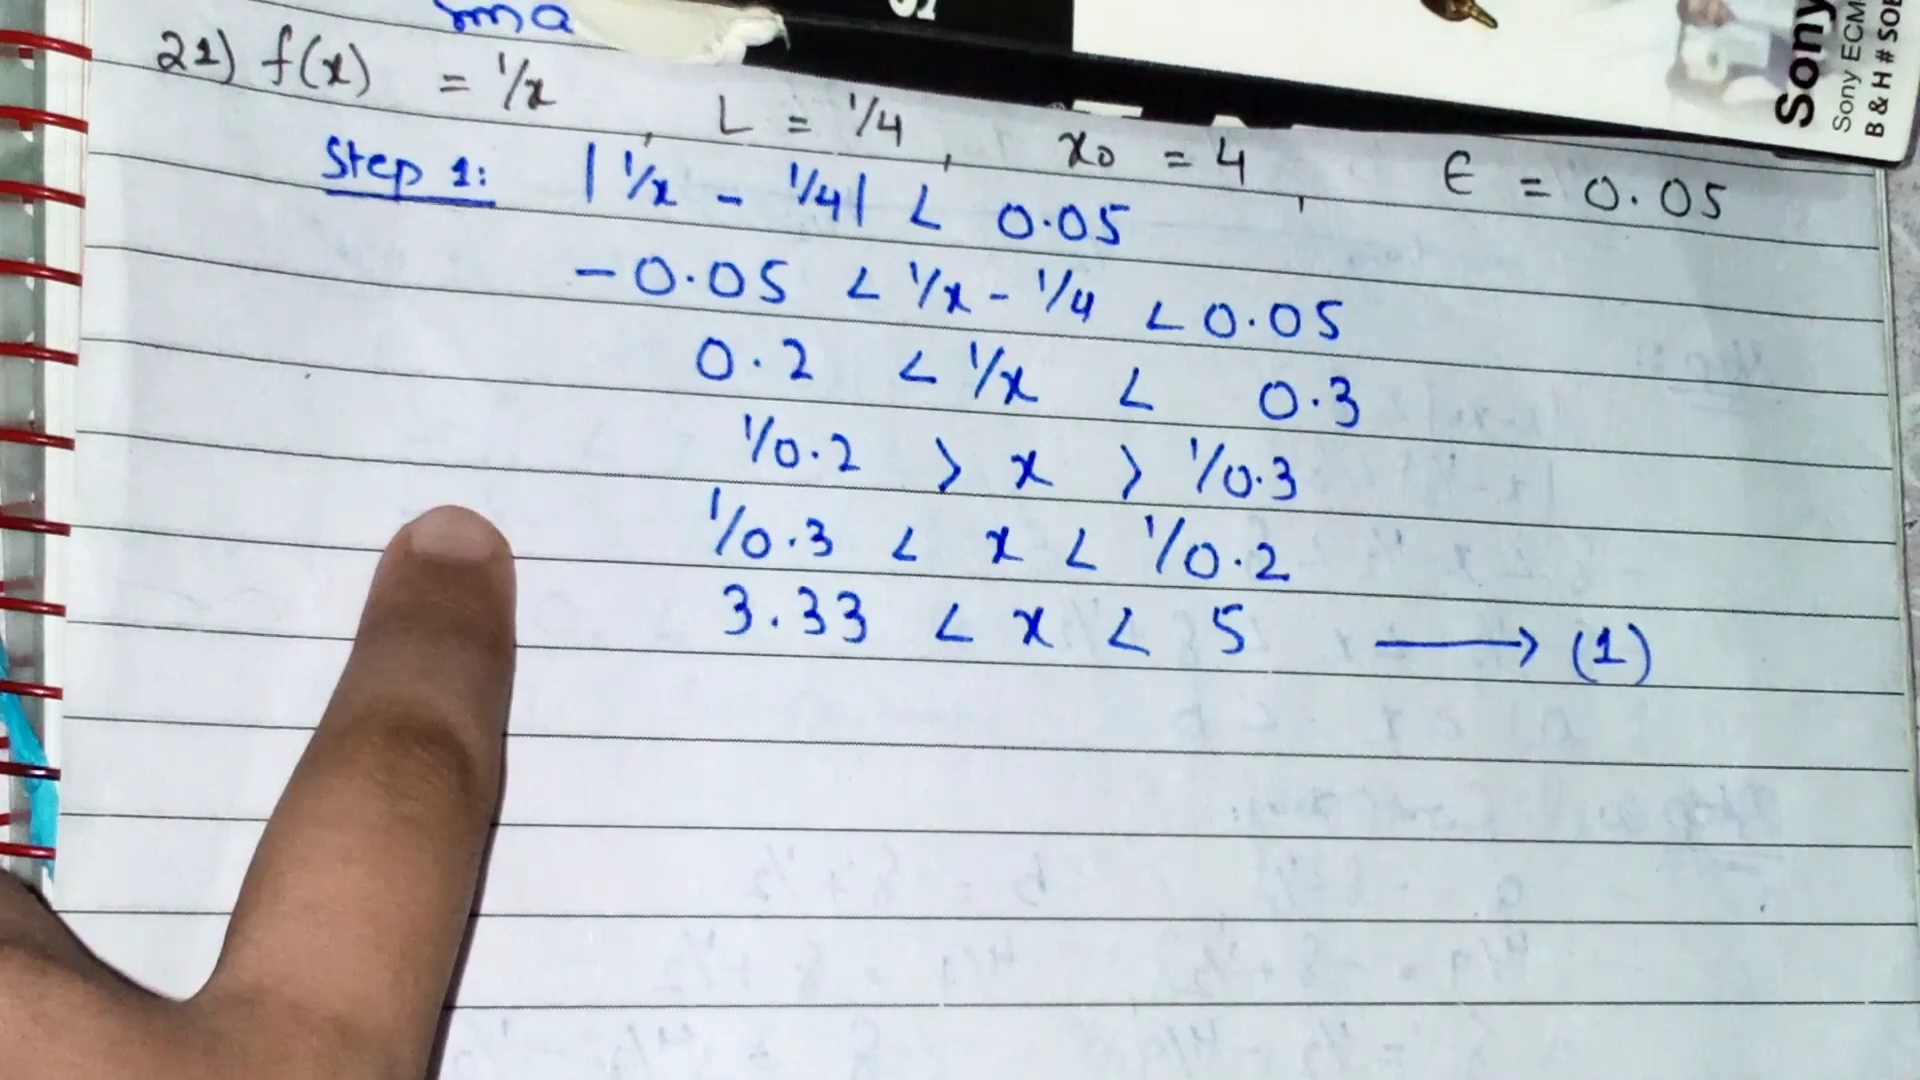 ma
21) f(x) = 1/x , L = 1/4 , x0 = 4 , ε = 0.05
Step 1: | 1/x - 1/4 | < 0.05
-0.05 < 1/x - 1/4 < 0.05
0.2 < 1/x < 0.3
1/0.2 > x > 1/0.3
1/0.3 < x < 1/0.2
3.33 < x < 5 → (1)
Sony
Sony ECM
B & H # SOE